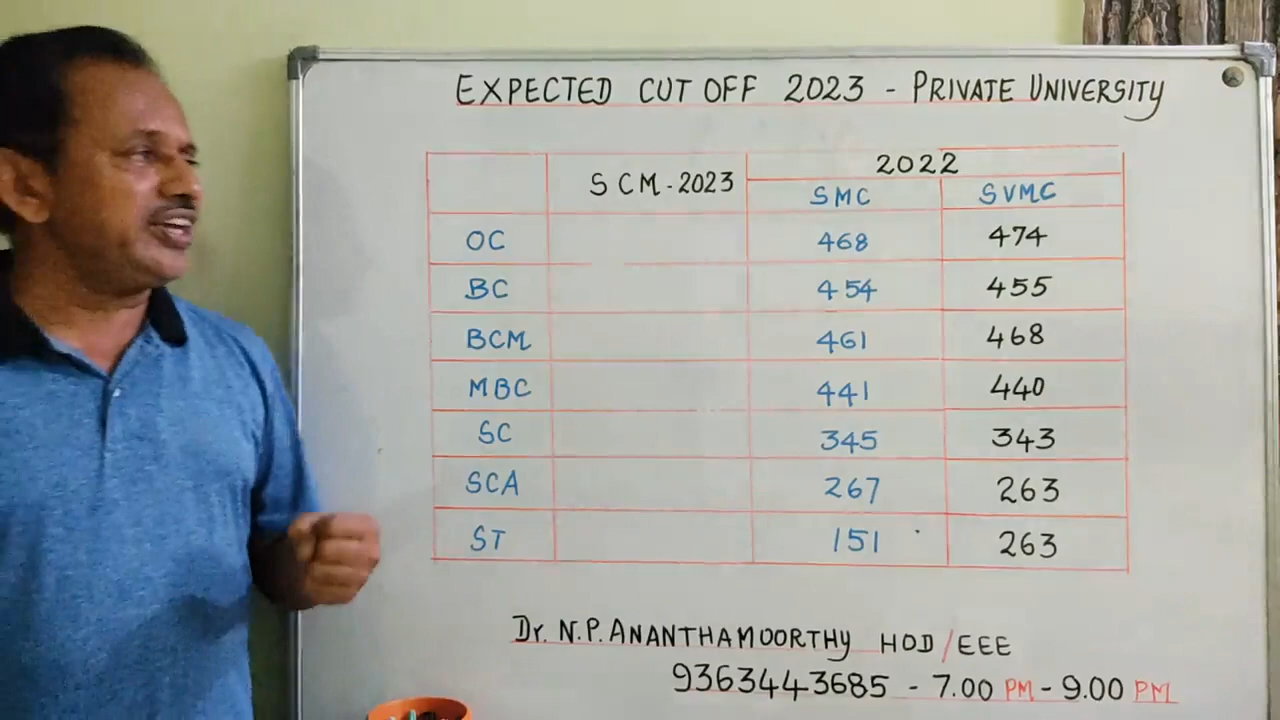 EXPECTED CUT OFF 2023 - PRIVATE UNIVERSITY
SCM-2023 2022
SMC SVMC
OC 468 474
BC 454 455
BCM 461 468
MBC 441 440
SC 345 343
SCA 267 263
ST 151 263
Dr. N.P. ANANTHAMOORTHY HOD/EEE
9363443685 - 7.00 PM - 9.00 PM